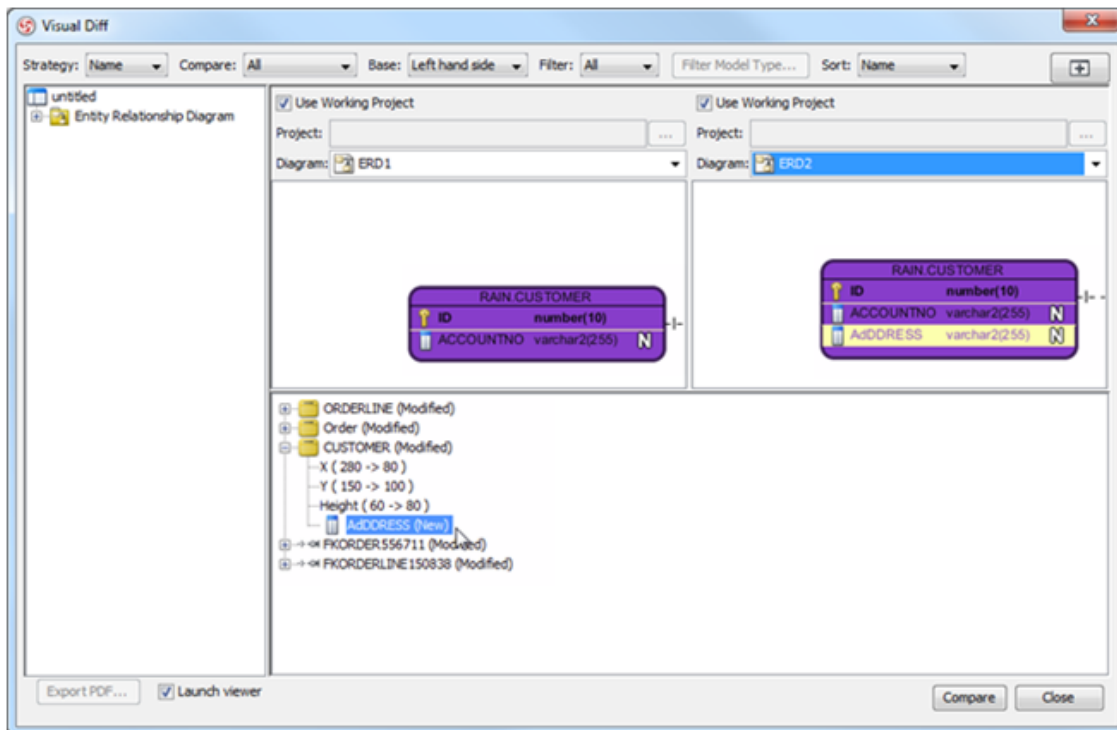 Visual Diff
Strategy: Name Compare: All Base: Left hand side Filter: All Filter Model Type... Sort: Name
untitled
Entity Relationship Diagram
Use Working Project
Project: ...
Diagram: ERD1
Use Working Project
Project: ...
Diagram: ERD2
RAIN.CUSTOMER
ID number(10)
ACCOUNTNO varchar2(255) N
RAIN.CUSTOMER
ID number(10)
ACCOUNTNO varchar2(255) N
AdDDRESS varchar2(255) N
ORDERLINE (Modified)
Order (Modified)
CUSTOMER (Modified)
X ( 280 -> 80 )
Y ( 150 -> 100 )
Height ( 60 -> 80 )
AdDDRESS (New)
FKORDER556711 (Modified)
FKORDERLINE150838 (Modified)
Export PDF... Launch viewer Compare Close